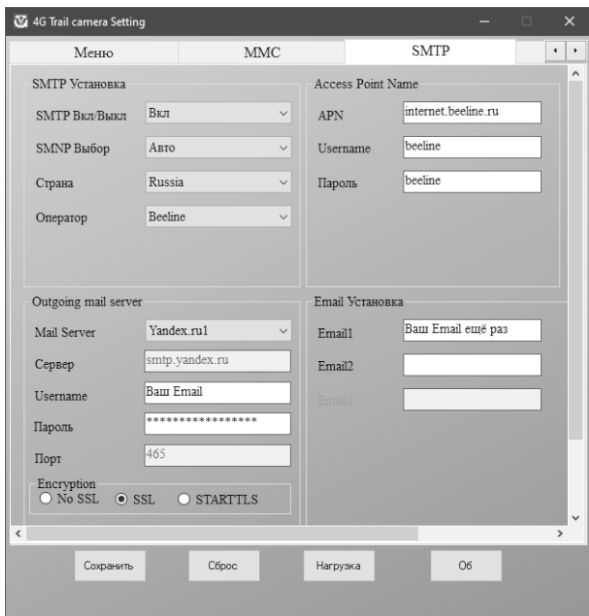 4G Trail camera Setting
Меню
MMC
SMTP
SMTP Установка
SMTP Вкл/Выкл
Вкл
SMNP Выбор
Авто
Страна
Russia
Оператор
Beeline
Access Point Name
APN
internet.beeline.ru
Username
beeline
Пароль
beeline
Outgoing mail server
Mail Server
Yandex.ru1
Сервер
smtp.yandex.ru
Username
Ваш Email
Пароль
*****************
Порт
465
Encryption
No SSL
SSL
STARTTLS
Email Установка
Email1
Ваш Email ещё раз
Email2
Email3
Сохранить
Сброс
Нагрузка
Об